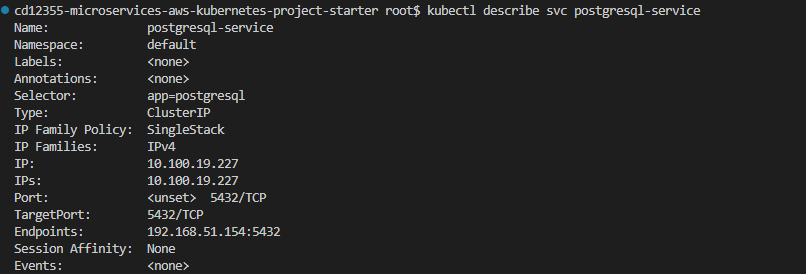 cd12355-microservices-aws-kubernetes-project-starter root$ kubectl describe svc postgresql-service
Name:              postgresql-service
Namespace:         default
Labels:            <none>
Annotations:       <none>
Selector:          app=postgresql
Type:              ClusterIP
IP Family Policy:  SingleStack
IP Families:       IPv4
IP:                10.100.19.227
IPs:               10.100.19.227
Port:              <unset>  5432/TCP
TargetPort:        5432/TCP
Endpoints:         192.168.51.154:5432
Session Affinity:  None
Events:            <none>